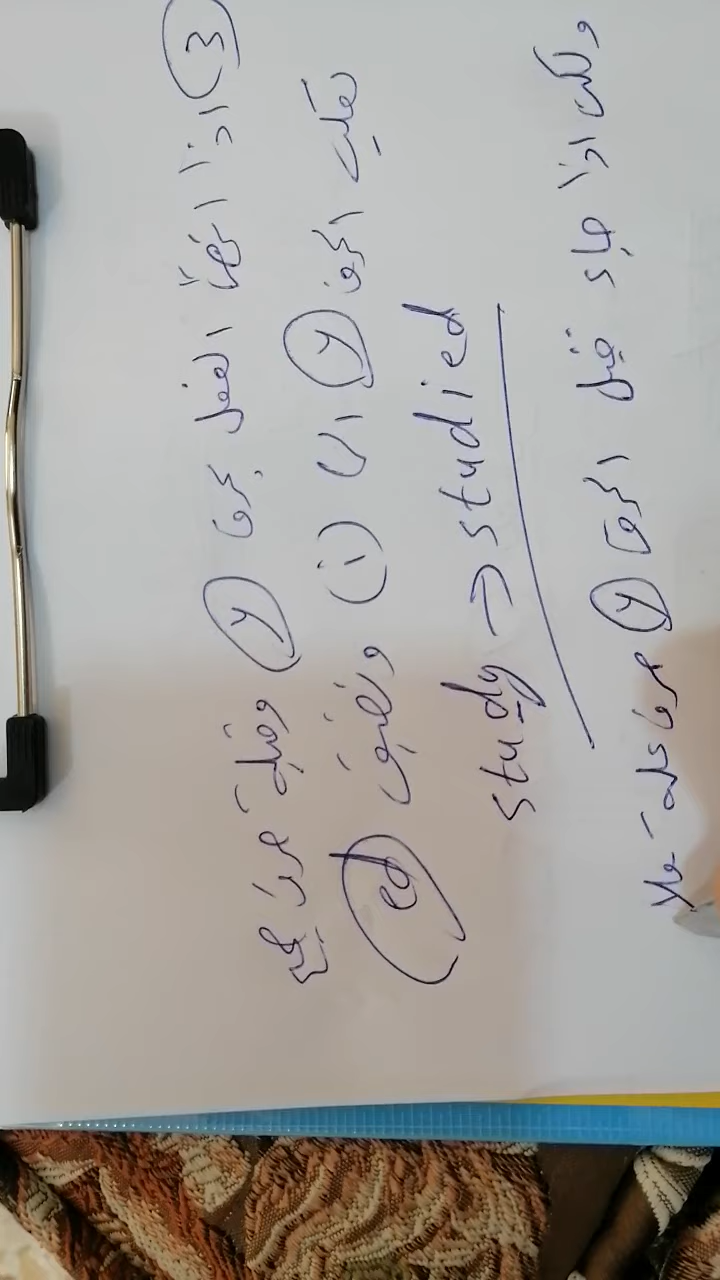 ③ اذا انتهى الفعل بحرف (y) وقبله حرف صحيح
نقلب الحرف (y) الى (i) ونضيف (ed)
study → studied
ولكن اذا جاء قبل الحرف (y) حرف علة